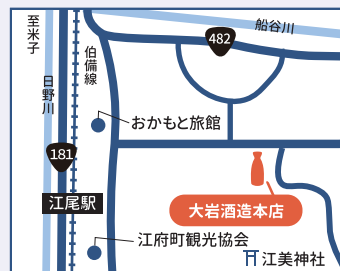 至米子
船谷川
482
伯備線
日野川
おかもと旅館
181
江尾駅
大岩酒造本店
江府町観光協会
江美神社